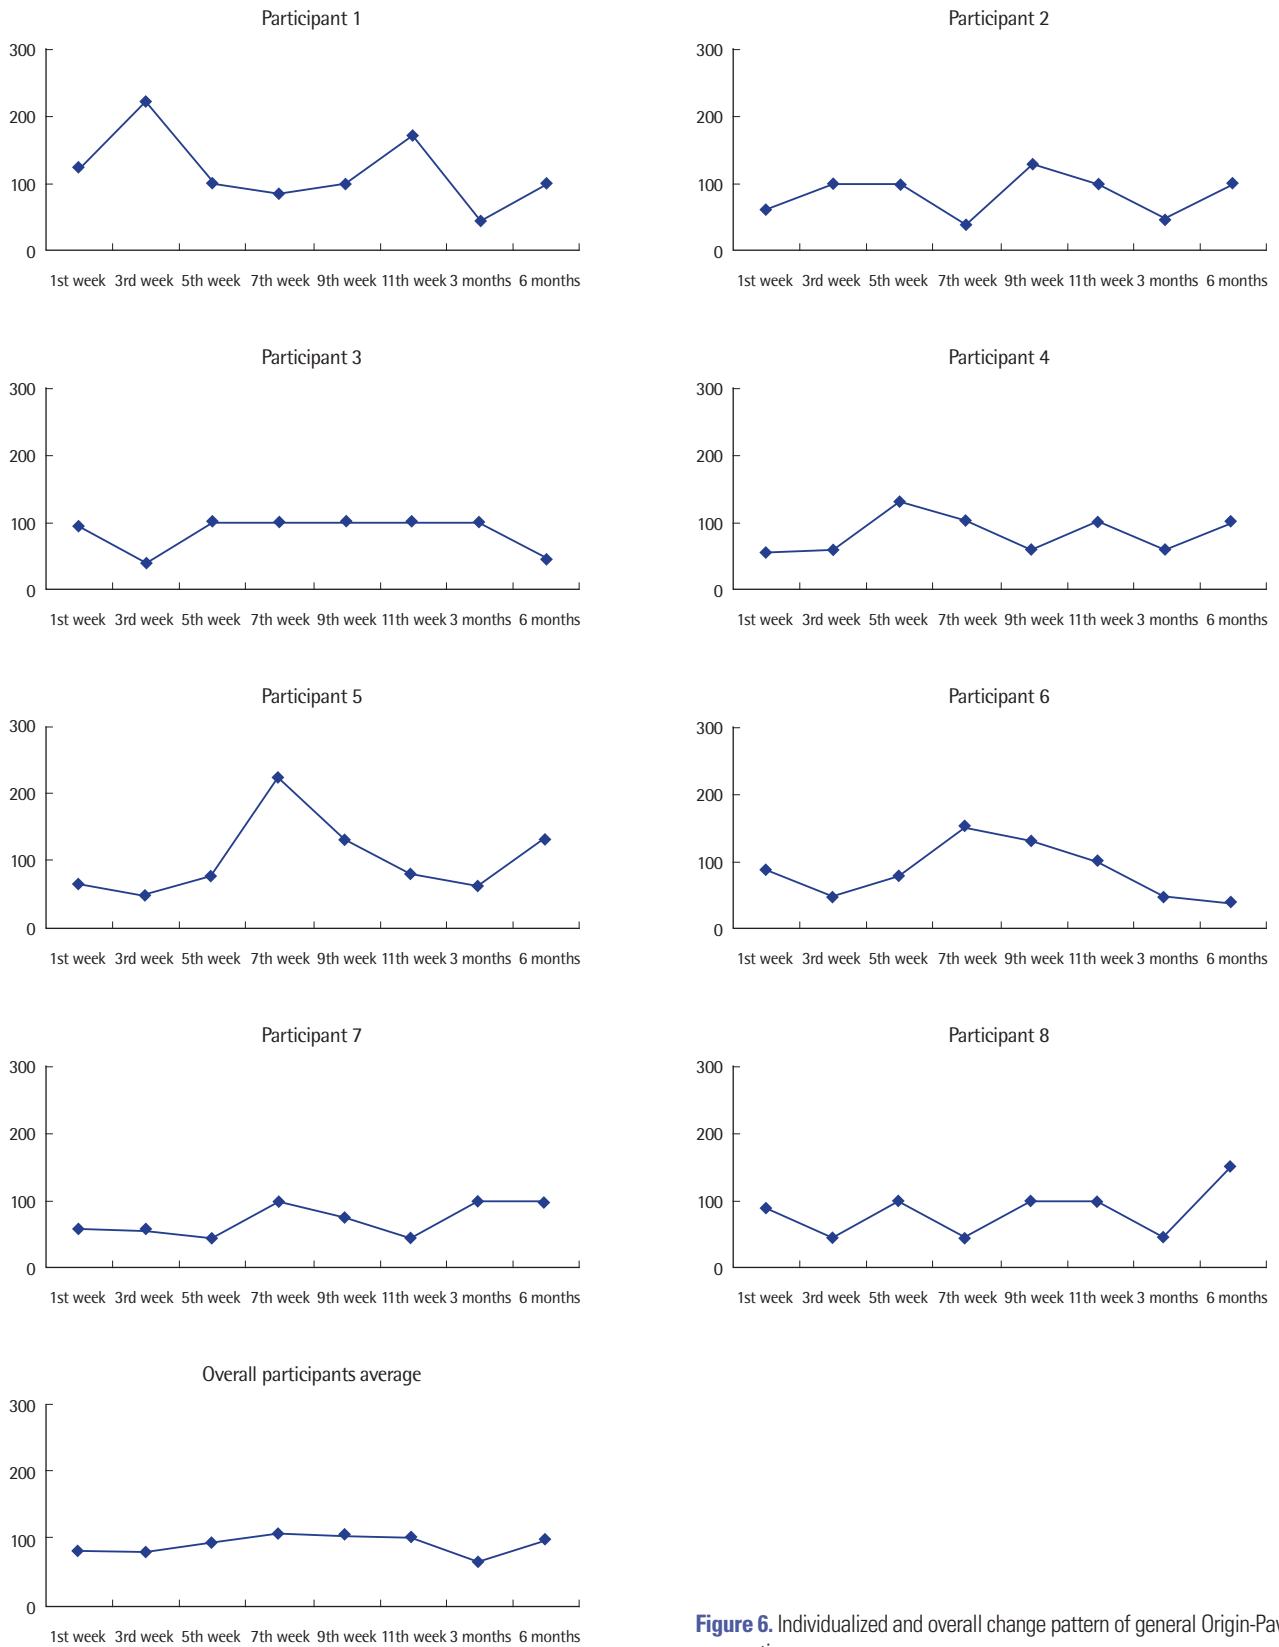 Participant 1
300
200
100
0
1st week 3rd week 5th week 7th week 9th week 11th week 3 months 6 months
Participant 2
300
200
100
0
1st week 3rd week 5th week 7th week 9th week 11th week 3 months 6 months
Participant 3
300
200
100
0
1st week 3rd week 5th week 7th week 9th week 11th week 3 months 6 months
Participant 4
300
200
100
0
1st week 3rd week 5th week 7th week 9th week 11th week 3 months 6 months
Participant 5
300
200
100
0
1st week 3rd week 5th week 7th week 9th week 11th week 3 months 6 months
Participant 6
300
200
100
0
1st week 3rd week 5th week 7th week 9th week 11th week 3 months 6 months
Participant 7
300
200
100
0
1st week 3rd week 5th week 7th week 9th week 11th week 3 months 6 months
Participant 8
300
200
100
0
1st week 3rd week 5th week 7th week 9th week 11th week 3 months 6 months
Overall participants average
300
200
100
0
1st week 3rd week 5th week 7th week 9th week 11th week 3 months 6 months
Figure 6. Individualized and overall change pattern of general Origin-Paw